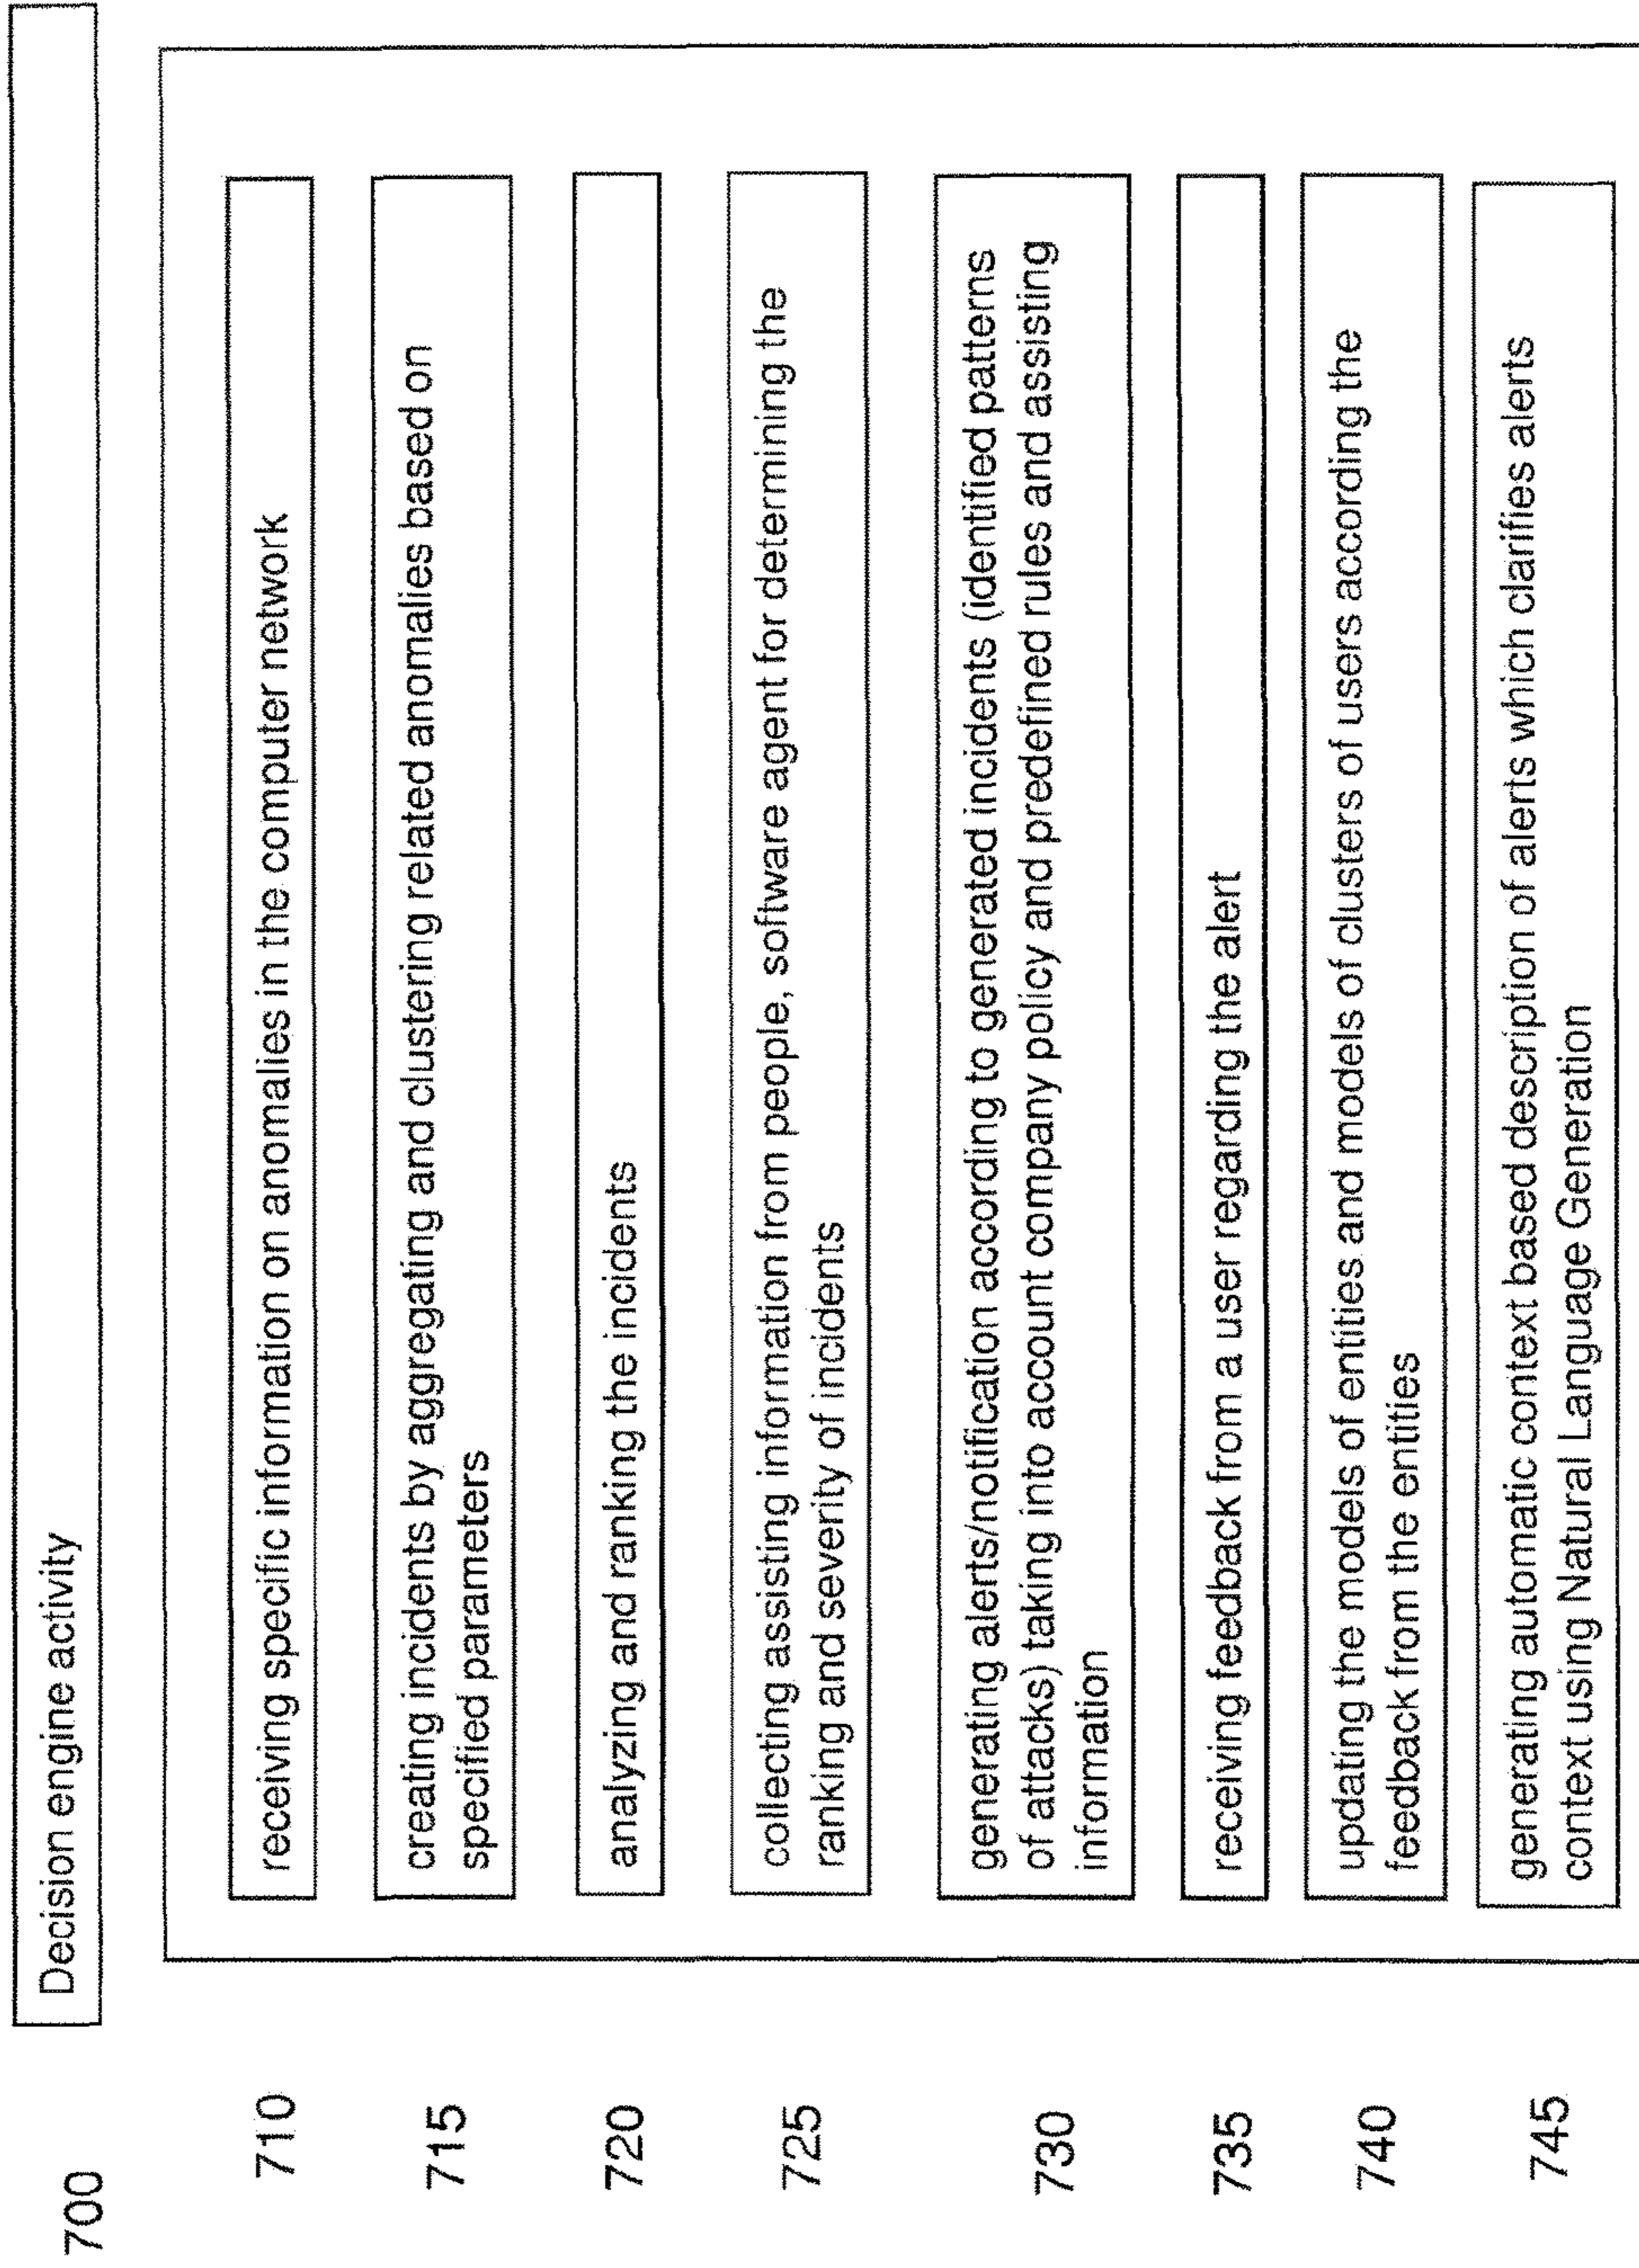 700 Decision engine activity
710 receiving specific information on anomalies in the computer network
715 creating incidents by aggregating and clustering related anomalies based on
specified parameters
720 analyzing and ranking the incidents
725 collecting assisting information from people, software agent for determining the
ranking and severity of incidents
730 generating alerts/notification according to generated incidents (identified patterns
of attacks) taking into account company policy and predefined rules and assisting
information
735 receiving feedback from a user regarding the alert
740 updating the models of entities and models of clusters of users according the
feedback from the entities
745 generating automatic context based description of alerts which clarifies alerts
context using Natural Language Generation